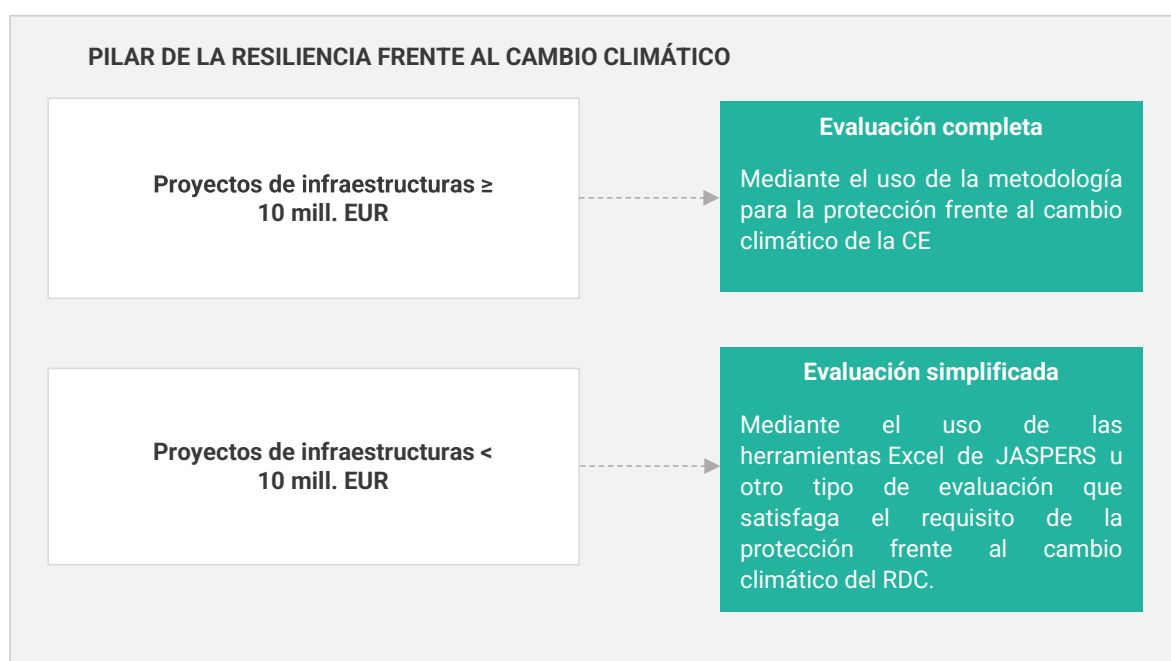 PILAR DE LA RESILIENCIA FRENTE AL CAMBIO CLIMÁTICO
Proyectos de infraestructuras ≥
10 mill. EUR
Evaluación completa
Mediante el uso de la metodología
para la protección frente al cambio
climático de la CE
Proyectos de infraestructuras <
10 mill. EUR
Evaluación simplificada
Mediante el uso de las
herramientas Excel de JASPERS u
otro tipo de evaluación que
satisfaga el requisito de la
protección frente al cambio
climático del RDC.